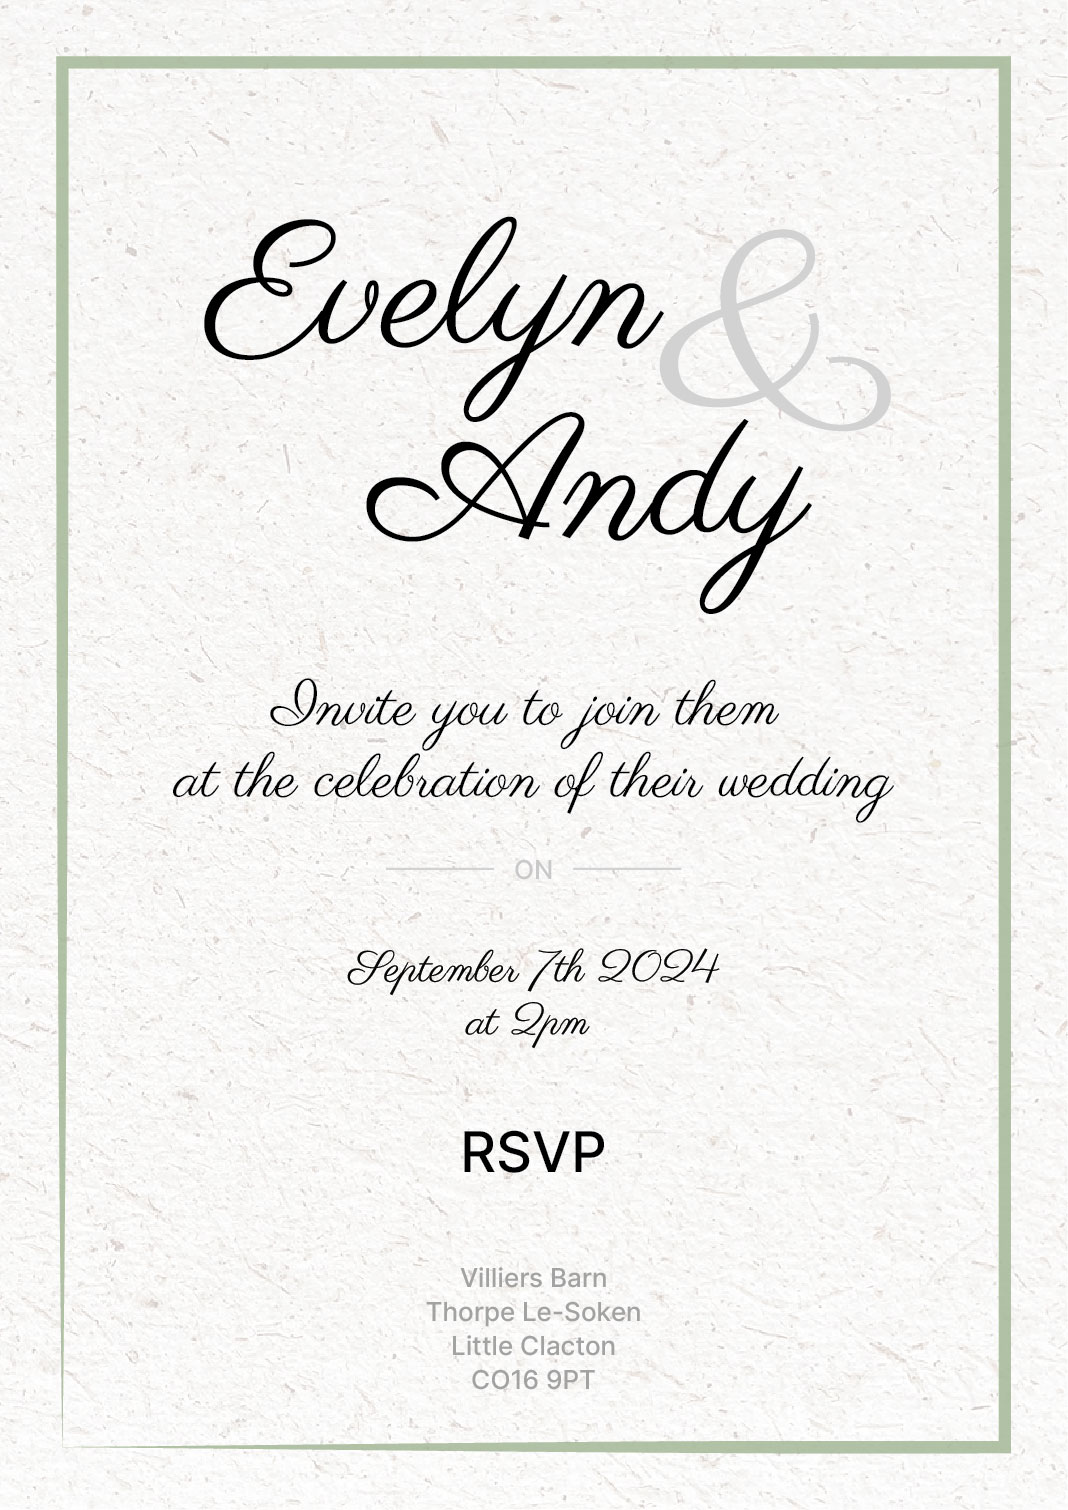 Evelyn &
Andy
Invite you to join them
at the celebration of their wedding
ON
September 7th 2024
at 2pm
RSVP
Villiers Barn
Thorpe Le-Soken
Little Clacton
CO16 9PT